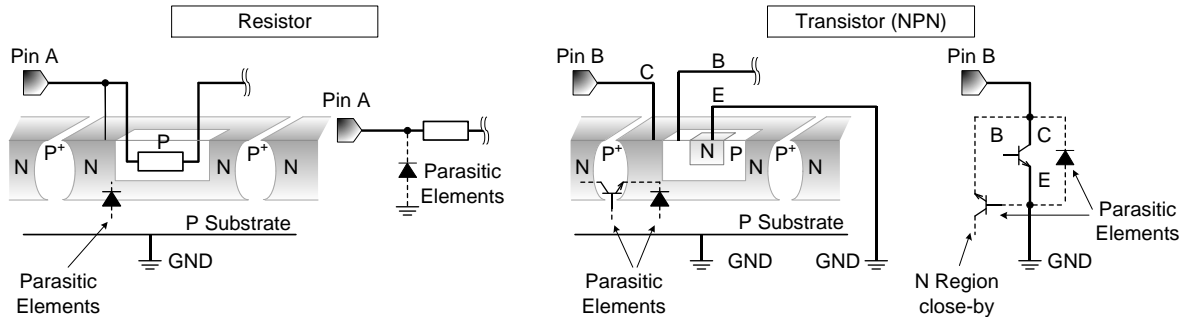 Resistor
Transistor (NPN)
Pin A
Pin B
Pin B
C
B
E
Pin A
P
N
P+
N
N
P+
N
Parasitic
Elements
N
P+
N
N
P
P+
N
B
C
E
P Substrate
P Substrate
GND
GND
GND
GND
Parasitic
Elements
Parasitic
Elements
Parasitic
Elements
N Region
close-by